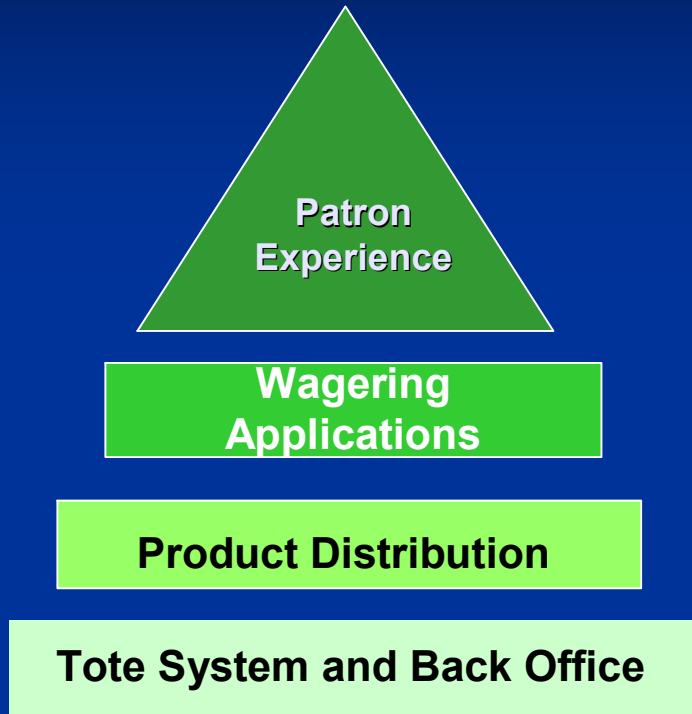 Patron
Experience
Wagering
Applications
Product Distribution
Tote System and Back Office